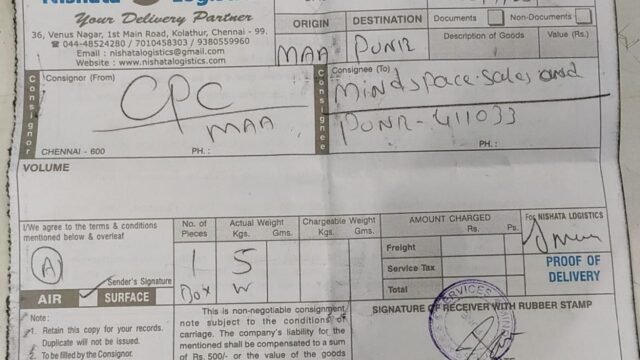 Nishata Logistics
Your Delivery Partner
36, Venus Nagar, 1st Main Road, Kolathur, Chennai - 99.
☎ 044-48524280 / 7010458303 / 9380559960
Email : nishatalogistics@gmail.com
Website : www.nishatalogistics.com
ORIGIN
MAA
DESTINATION
PUNR
Documents
Non-Documents
Description of Goods
Value (Rs.)
Consignor
Consignor (From)
CPC
MAA
CHENNAI - 600
PH. :
Consignee
Consignee (To)
Mindspace sales and
PUNR-411033
PH. :
VOLUME
I/We agree to the terms & conditions
mentioned below & overleaf
A
Sender's Signature
AIR
SURFACE
No. of
Pieces
1
Box
Actual Weight
Kgs. Gms.
5
W
Chargeable Weight
Kgs. Gms.
AMOUNT CHARGED
Rs. Ps.
Freight
Service Tax
Total
For NISHATA LOGISTICS
PROOF OF
DELIVERY
Note :
1. Retain this copy for your records.
Duplicate will not be issued.
2. To be filled by the Consignor.
This is non-negotiable consignment
note subject to the conditions of
carriage. The company's liability for the
mentioned shall be compensated to a sum
of Rs. 500/- or the value of the goods
SIGNATURE OF RECEIVER WITH RUBBER STAMP
SERVICES